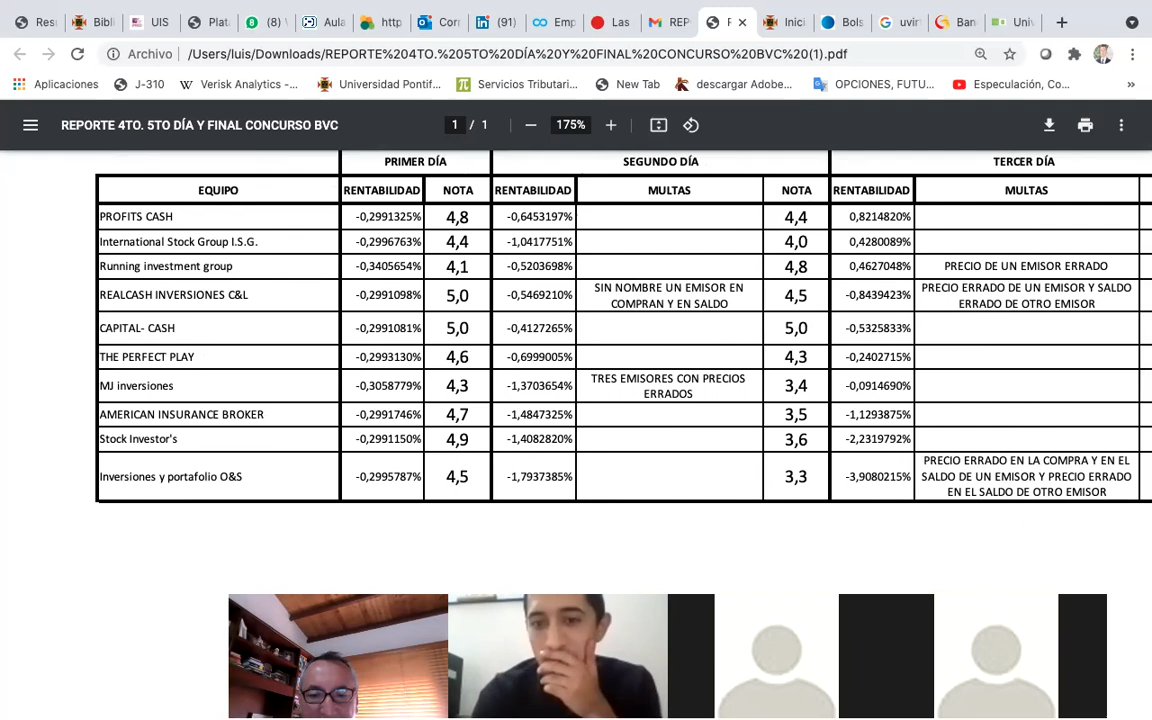 Rese
Bibli
UIS
Plat
(8)
Aula
http
Corr
(91)
Emp
Las
REP
F
Inici
Bols
uvir
Ban
Univ
Archivo | /Users/luis/Downloads/REPORTE%204TO.%205TO%20DÍA%20Y%20FINAL%20CONCURSO%20BVC%20(1).pdf
Aplicaciones
J-310
Verisk Analytics -...
Universidad Pontif...
Servicios Tributari...
New Tab
descargar Adobe...
OPCIONES, FUTU...
Especulación, Co...
»
REPORTE 4TO. 5TO DÍA Y FINAL CONCURSO BVC
1 / 1
175%
PRIMER DÍA SEGUNDO DÍA TERCER DÍA
EQUIPO RENTABILIDAD NOTA RENTABILIDAD MULTAS NOTA RENTABILIDAD MULTAS
PROFITS CASH -0,2991325% 4,8 -0,6453197% 4,4 0,8214820%
International Stock Group I.S.G. -0,2996763% 4,4 -1,0417751% 4,0 0,4280089%
Running investment group -0,3405654% 4,1 -0,5203698% 4,8 0,4627048% PRECIO DE UN EMISOR ERRADO
REALCASH INVERSIONES C&L -0,2991098% 5,0 -0,5469210% SIN NOMBRE UN EMISOR EN
COMPRAN Y EN SALDO 4,5 -0,8439423% PRECIO ERRADO DE UN EMISOR Y SALDO
ERRADO DE OTRO EMISOR
CAPITAL- CASH -0,2991081% 5,0 -0,4127265% 5,0 -0,5325833%
THE PERFECT PLAY -0,2993130% 4,6 -0,6999005% 4,3 -0,2402715%
MJ inversiones -0,3058779% 4,3 -1,3703654% TRES EMISORES CON PRECIOS
ERRADOS 3,4 -0,0914690%
AMERICAN INSURANCE BROKER -0,2991746% 4,7 -1,4847325% 3,5 -1,1293875%
Stock Investor's -0,2991150% 4,9 -1,4082820% 3,6 -2,2319792%
Inversiones y portafolio O&S -0,2995787% 4,5 -1,7937385% 3,3 -3,9080215% PRECIO ERRADO EN LA COMPRA Y EN EL
SALDO DE UN EMISOR Y PRECIO ERRADO
EN EL SALDO DE OTRO EMISOR